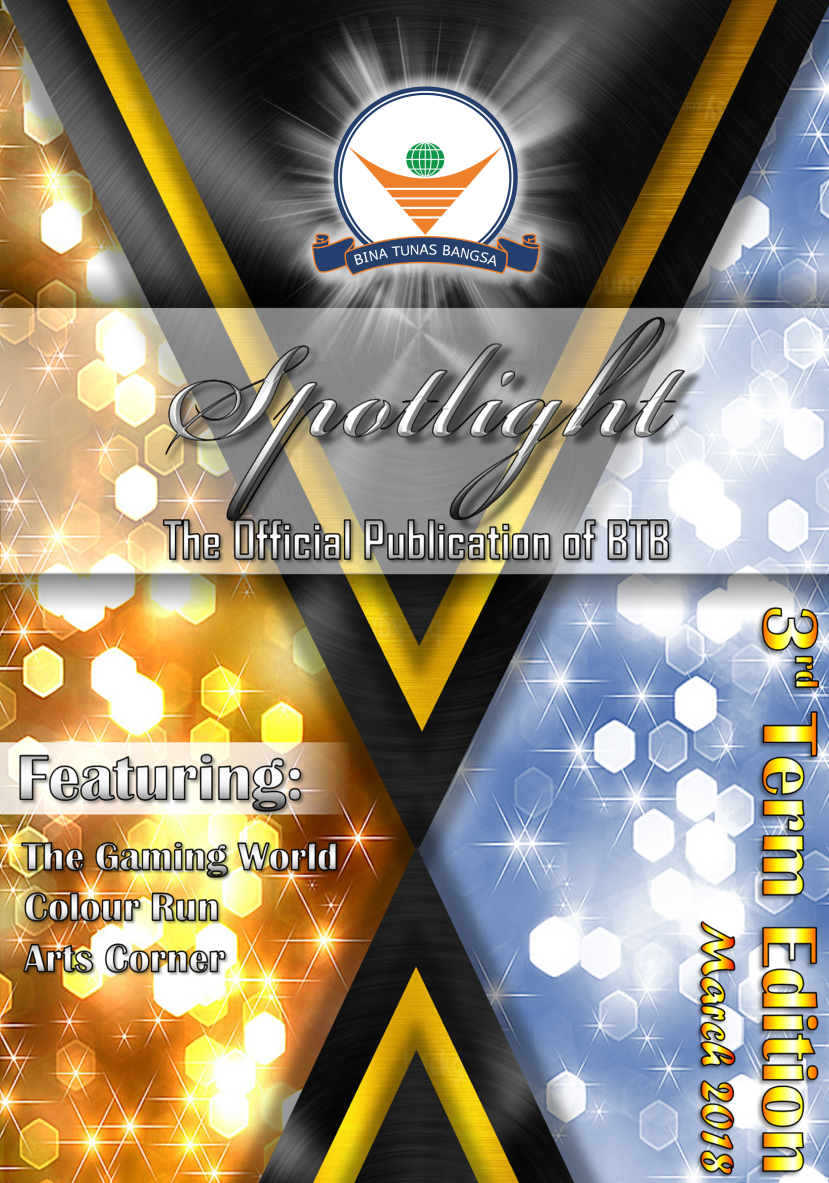 BINA TUNAS BANGSA
Spotlight
The Official Publication of BTB
3rd Term Edition
March 2018
Featuring:
The Gaming World
Colour Run
Arts Corner